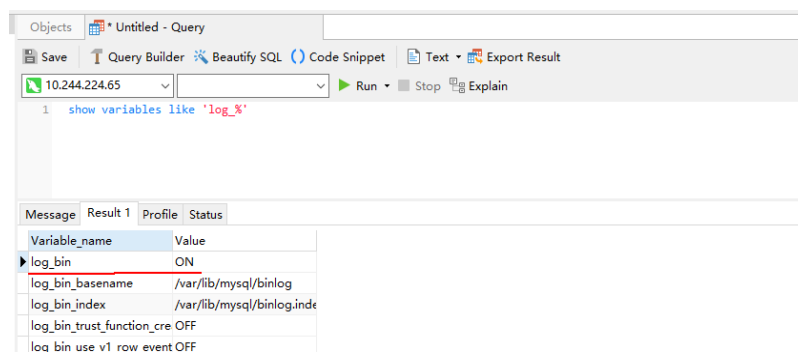 Objects * Untitled - Query
Save Query Builder Beautify SQL () Code Snippet Text Export Result
10.244.224.65 Run Stop Explain
1 show variables like 'log_%'
Message Result 1 Profile Status
Variable_name Value
log_bin ON
log_bin_basename /var/lib/mysql/binlog
log_bin_index /var/lib/mysql/binlog.inde
log_bin_trust_function_cre OFF
log_bin_use_v1_row_event OFF